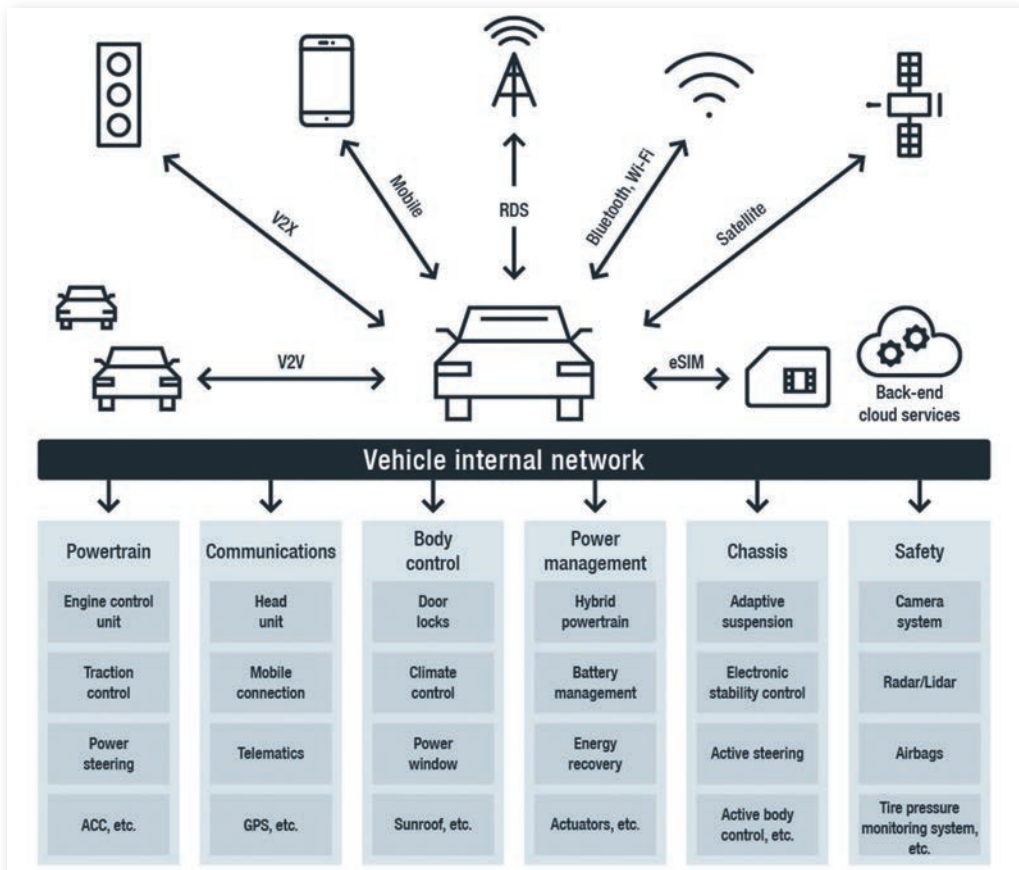 V2X
Mobile
RDS
Bluetooth, Wi-Fi
Satellite
V2V
eSIM
Back-end
cloud services
Vehicle internal network
Powertrain
Engine control
unit
Traction
control
Power
steering
ACC, etc.
Communications
Head
unit
Mobile
connection
Telematics
GPS, etc.
Body
control
Door
locks
Climate
control
Power
window
Sunroof, etc.
Power
management
Hybrid
powertrain
Battery
management
Energy
recovery
Actuators, etc.
Chassis
Adaptive
suspension
Electronic
stability control
Active steering
Active body
control, etc.
Safety
Camera
system
Radar/Lidar
Airbags
Tire pressure
monitoring system,
etc.